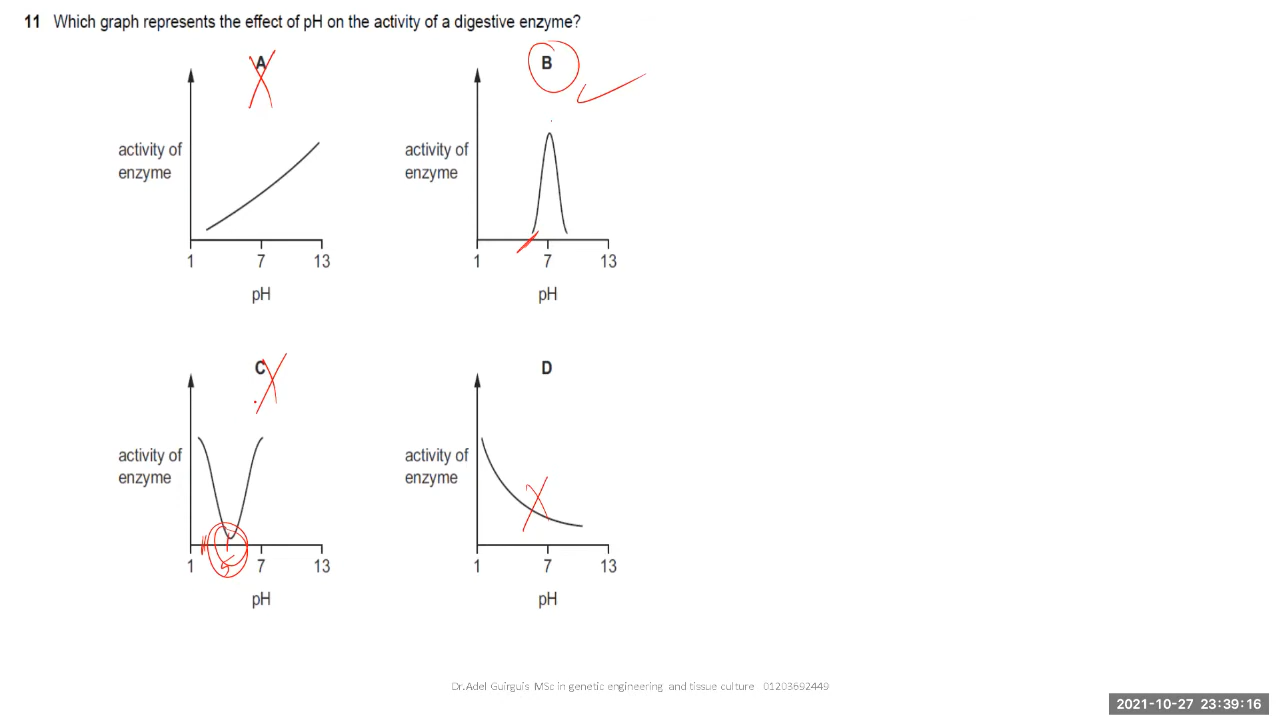 11 Which graph represents the effect of pH on the activity of a digestive enzyme?
A
activity of
enzyme
1 7 13
pH
B
activity of
enzyme
1 7 13
pH
C
activity of
enzyme
5
1 7 13
pH
D
activity of
enzyme
1 7 13
pH
Dr.Adel Guirguis MSc in genetic engineering and tissue culture 01203692449
2021-10-27 23:39:16